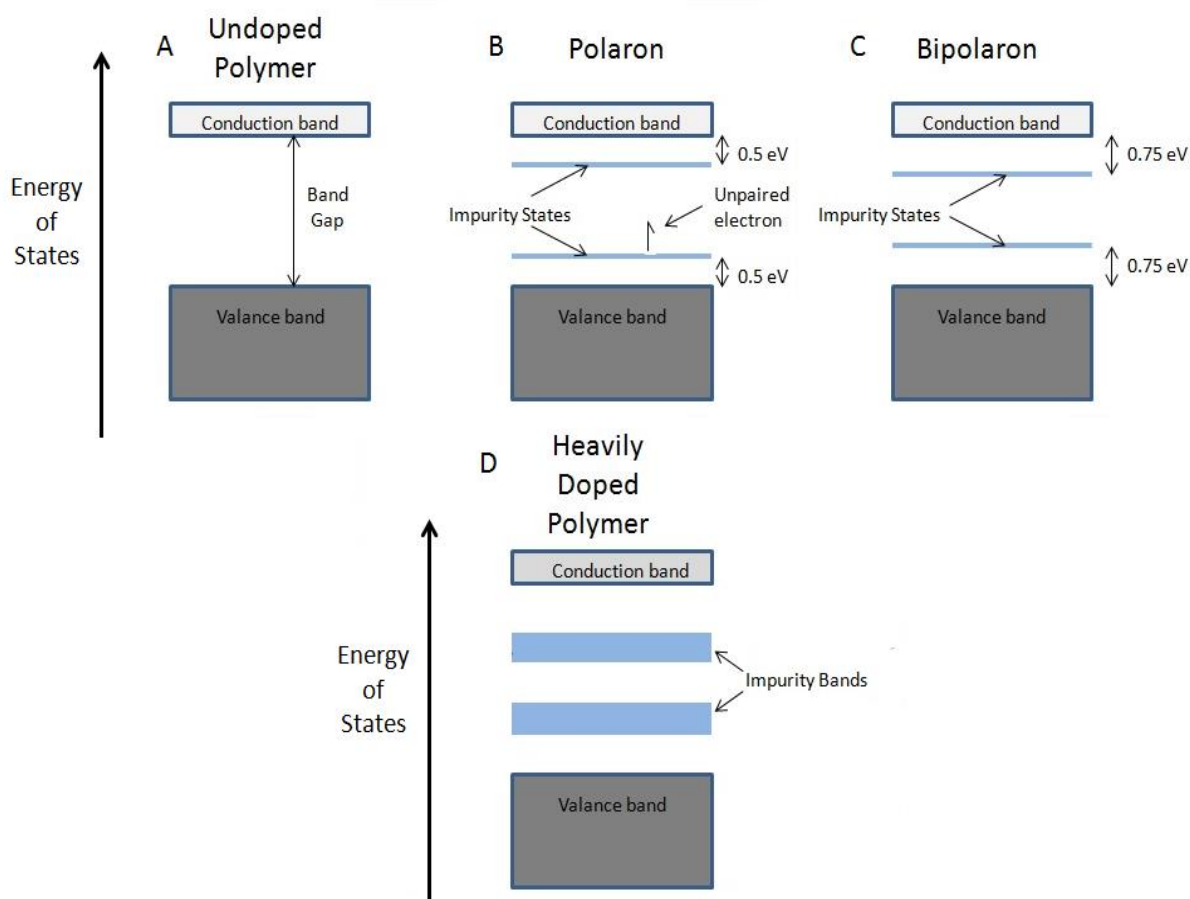 A
Undoped
Polymer
Conduction band
Band
Gap
Valance band
Energy
of
States
B
Polaron
Conduction band
0.5 eV
Impurity States
Unpaired
electron
0.5 eV
Valance band
C
Bipolaron
Conduction band
0.75 eV
Impurity States
0.75 eV
Valance band
D
Heavily
Doped
Polymer
Conduction band
Energy
of
States
Impurity Bands
Valance band